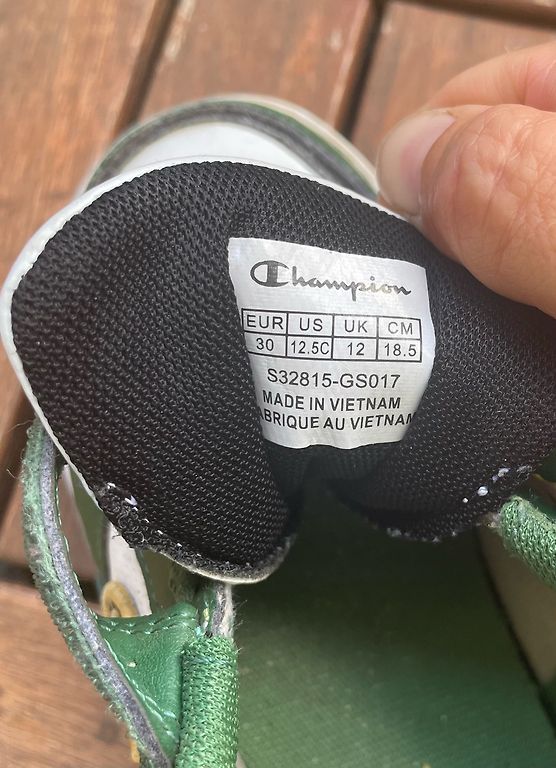 Champion
EUR US UK CM
30 12.5C 12 18.5
S32815-GS017
MADE IN VIETNAM
ABRIQUE AU VIETNAM